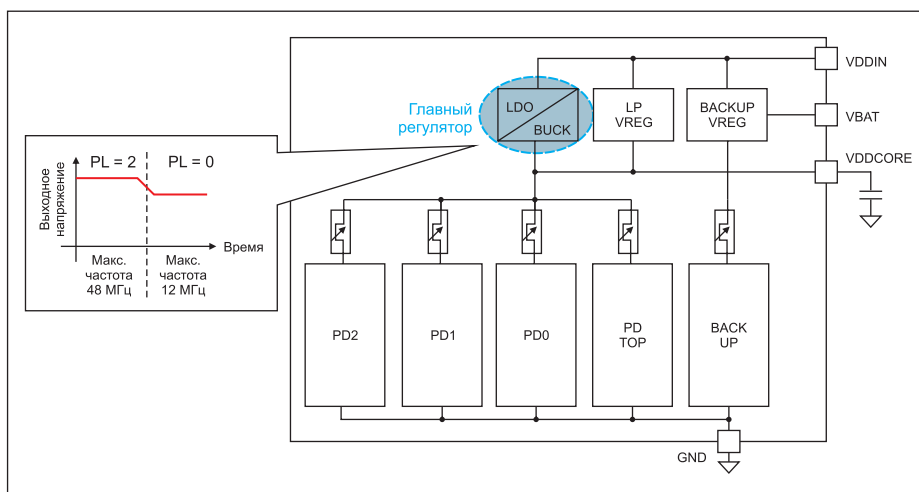 VDDIN
Главный
регулятор
LDO
BUCK
LP
VREG
BACKUP
VREG
VBAT
VDDCORE
PL = 2
PL = 0
Выходное
напряжение
Время
Макс.
частота
48 МГц
Макс.
частота
12 МГц
PD2
PD1
PD0
PD
TOP
BACK
UP
GND